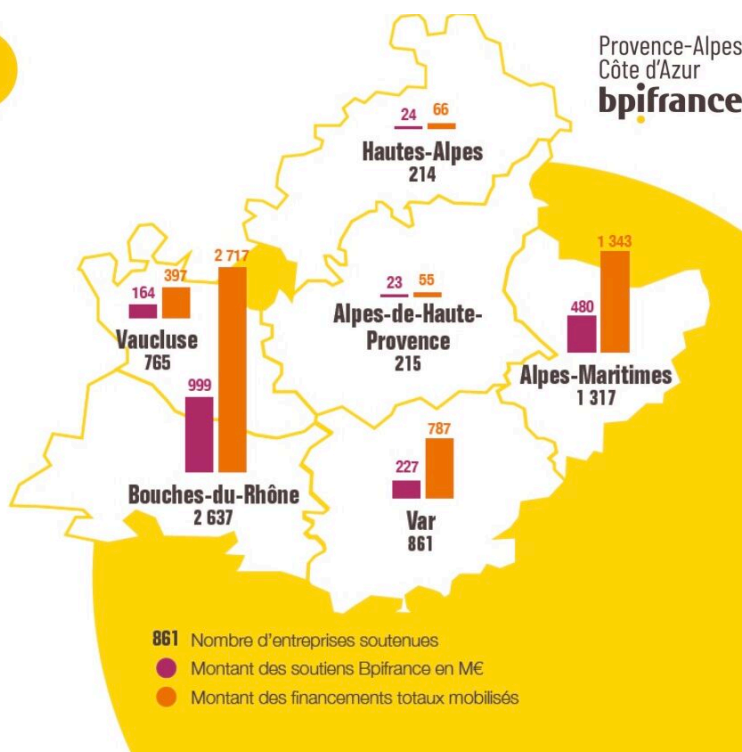 Provence-Alpes
Côte d'Azur
bpifrance
24 66
Hautes-Alpes
214
164 397
Vaucluse
765
23 55
Alpes-de-Haute-
Provence
215
480 1 343
Alpes-Maritimes
1 317
999 2 717
Bouches-du-Rhône
2 637
227 787
Var
861
861 Nombre d'entreprises soutenues
Montant des soutiens Bpifrance en M€
Montant des financements totaux mobilisés